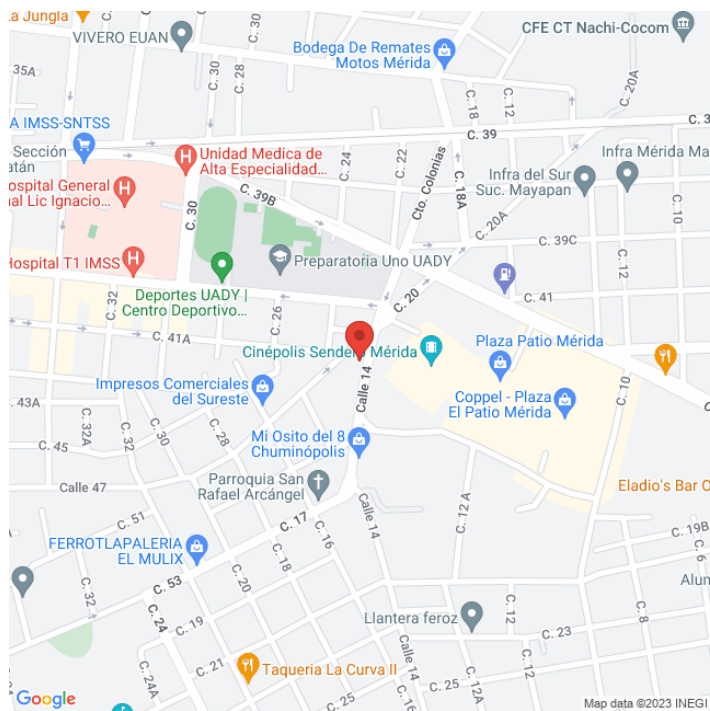 La Jungla
VIVERO EUAN
CFE CT Nachi-Cocom
Bodega De Remates
Motos Mérida
35A
C. 30
C. 28
C. 18
C. 12
C. 20A
A IMSS-SNTSS
Sección
atán
C. 39
C. 3
Unidad Medica de
Alta Especialidad...
C. 24
C. 22
Cto. Colonias
C. 18A
Infra Mérida Ma
Infra del Sur
Suc. Mayapan
Hospital General
nal Lic Ignacio...
C. 30
C. 39B
C. 20A
C. 10
C. 39C
C. 12
Hospital T1 IMSS
Preparatoria Uno UADY
C. 20
C. 41
Deportes UADY |
Centro Deportivo...
C. 32
C. 26
C. 41A
Cinépolis Sendero Mérida
Plaza Patio Mérida
Calle 14
Impresos Comerciales
del Sureste
Coppel - Plaza
El Patio Mérida
C. 10
C. 43A
C. 32A
C. 28
C. 45
Mi Osito del 8
Chuminópolis
Calle 47
Parroquia San
Rafael Arcángel
Eladio's Bar O
C. 51
C. 17
Calle 14
C. 12 A
C. 19B
C. 6
FERROTLAPALERIA
EL MULIX
C. 18
C. 16
C. 53
C. 32
C. 20
Alun
C. 24
C. 19
Llantera feroz
C. 12
C. 8
C. 23
C. 14
C. 21
Taqueria La Curva II
C. 24A
C. 25
C. 12A
C. 25
Google
Map data ©2023 INEGI